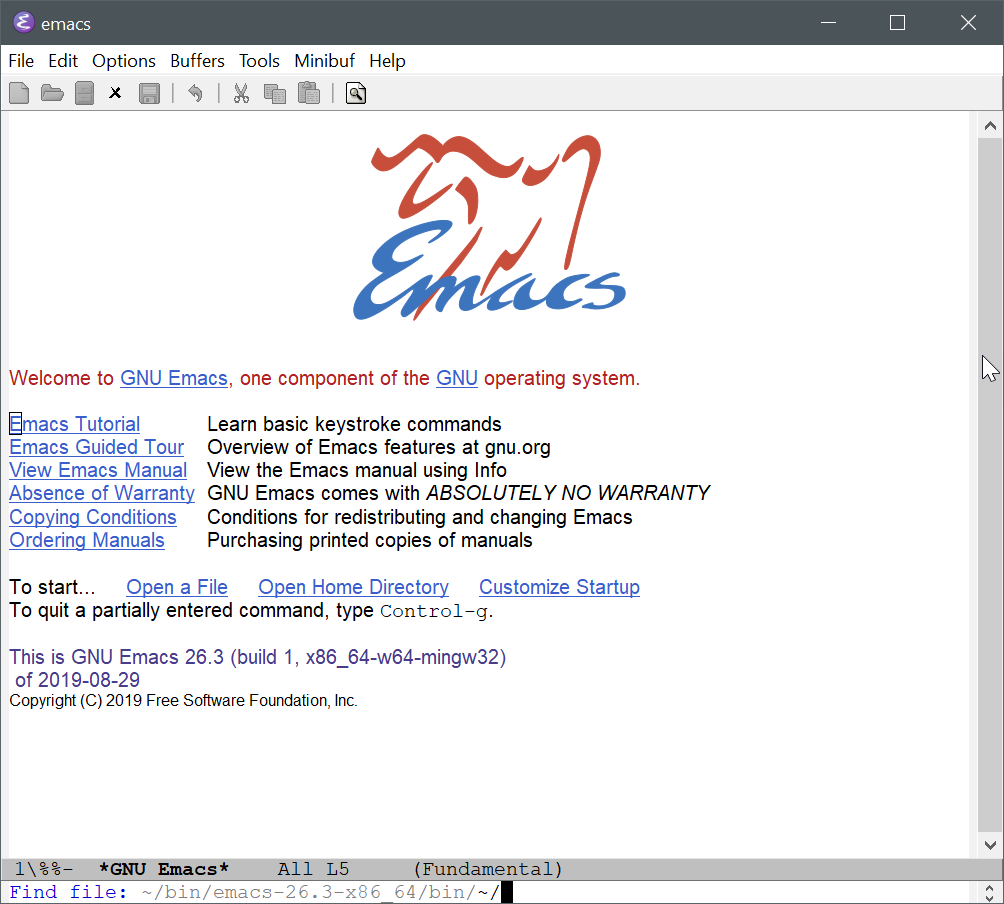 emacs
File Edit Options Buffers Tools Minibuf Help
Emacs
Welcome to GNU Emacs, one component of the GNU operating system.
Emacs Tutorial Learn basic keystroke commands
Emacs Guided Tour Overview of Emacs features at gnu.org
View Emacs Manual View the Emacs manual using Info
Absence of Warranty GNU Emacs comes with ABSOLUTELY NO WARRANTY
Copying Conditions Conditions for redistributing and changing Emacs
Ordering Manuals Purchasing printed copies of manuals
To start... Open a File Open Home Directory Customize Startup
To quit a partially entered command, type Control-g.
This is GNU Emacs 26.3 (build 1, x86_64-w64-mingw32)
of 2019-08-29
Copyright (C) 2019 Free Software Foundation, Inc.
1\%%- *GNU Emacs* All L5 (Fundamental)
Find file: ~/bin/emacs-26.3-x86_64/bin/~/